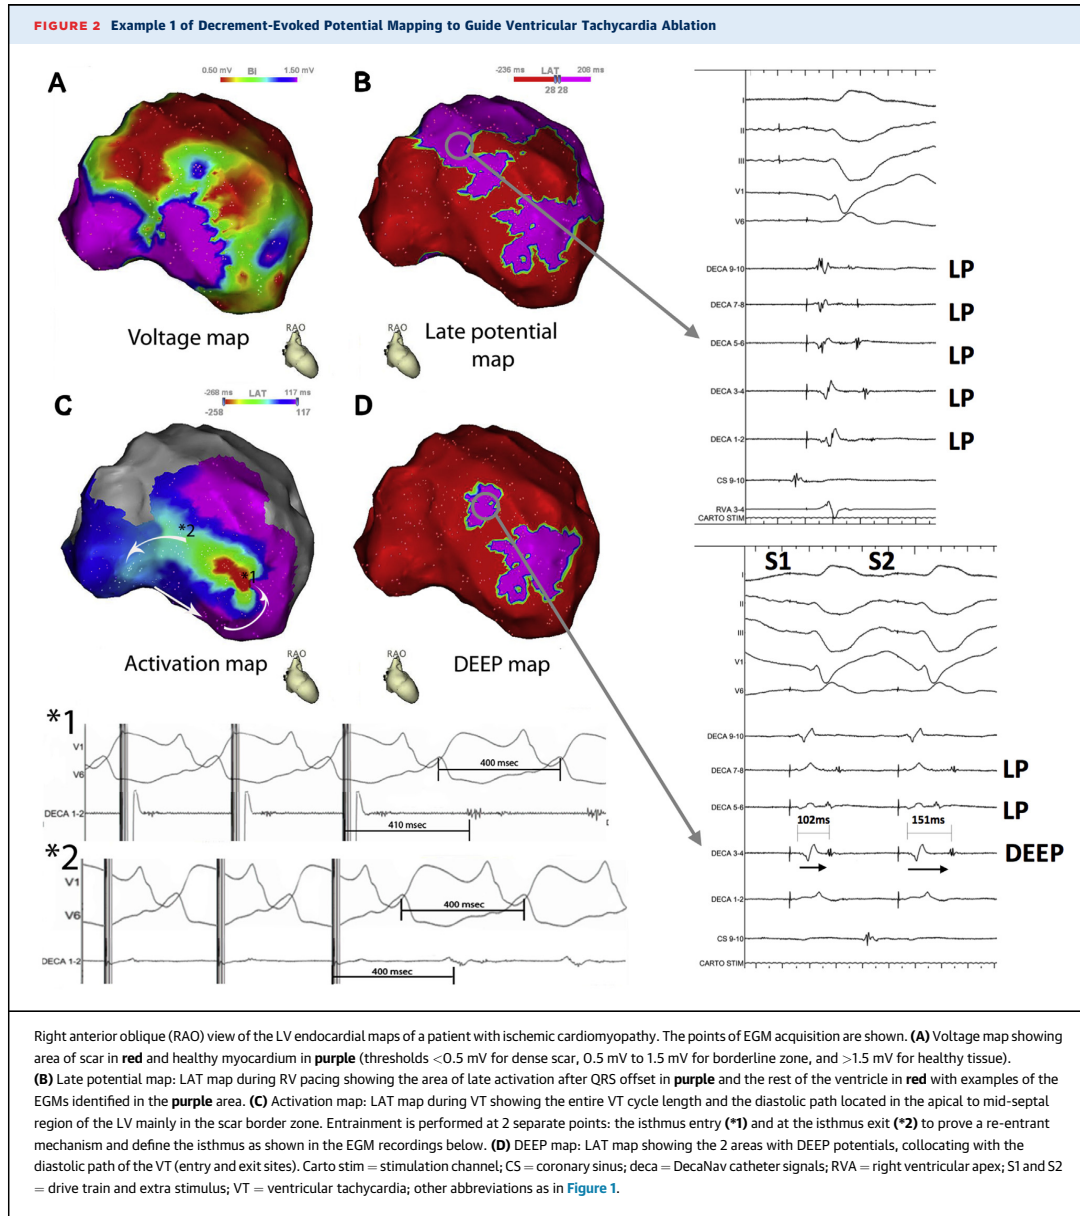 FIGURE 2 Example 1 of Decrement-Evoked Potential Mapping to Guide Ventricular Tachycardia Ablation
A
0.50 mV BI 1.50 mV
RAO
Voltage map
B
-236 ms LAT 208 ms
28 28
RAO
Late potential
map
I
II
III
V1
V6
DECA 9-10 LP
DECA 7-8 LP
DECA 5-6 LP
DECA 3-4 LP
DECA 1-2 LP
CS 9-10
RVA 3-4
CARTO STIM
C
-268 ms LAT 117 ms
-258 117
*2
*1
RAO
Activation map
D
RAO
DEEP map
S1 S2
I
II
III
V1
V6
DECA 9-10
DECA 7-8 LP
DECA 5-6 LP
102ms 151ms
DECA 3-4 DEEP
DECA 1-2
CS 9-10
CARTO STIM
*1
V1
V6
400 msec
DECA 1-2
410 msec
*2
V1
V6
400 msec
DECA 1-2
400 msec
Right anterior oblique (RAO) view of the LV endocardial maps of a patient with ischemic cardiomyopathy. The points of EGM acquisition are shown. (A) Voltage map showing
area of scar in red and healthy myocardium in purple (thresholds <0.5 mV for dense scar, 0.5 mV to 1.5 mV for borderline zone, and >1.5 mV for healthy tissue).
(B) Late potential map: LAT map during RV pacing showing the area of late activation after QRS offset in purple and the rest of the ventricle in red with examples of the
EGMs identified in the purple area. (C) Activation map: LAT map during VT showing the entire VT cycle length and the diastolic path located in the apical to mid-septal
region of the LV mainly in the scar border zone. Entrainment is performed at 2 separate points: the isthmus entry (*1) and at the isthmus exit (*2) to prove a re-entrant
mechanism and define the isthmus as shown in the EGM recordings below. (D) DEEP map: LAT map showing the 2 areas with DEEP potentials, collocating with the
diastolic path of the VT (entry and exit sites). Carto stim = stimulation channel; CS = coronary sinus; deca = DecaNav catheter signals; RVA = right ventricular apex; S1 and S2
= drive train and extra stimulus; VT = ventricular tachycardia; other abbreviations as in Figure 1.